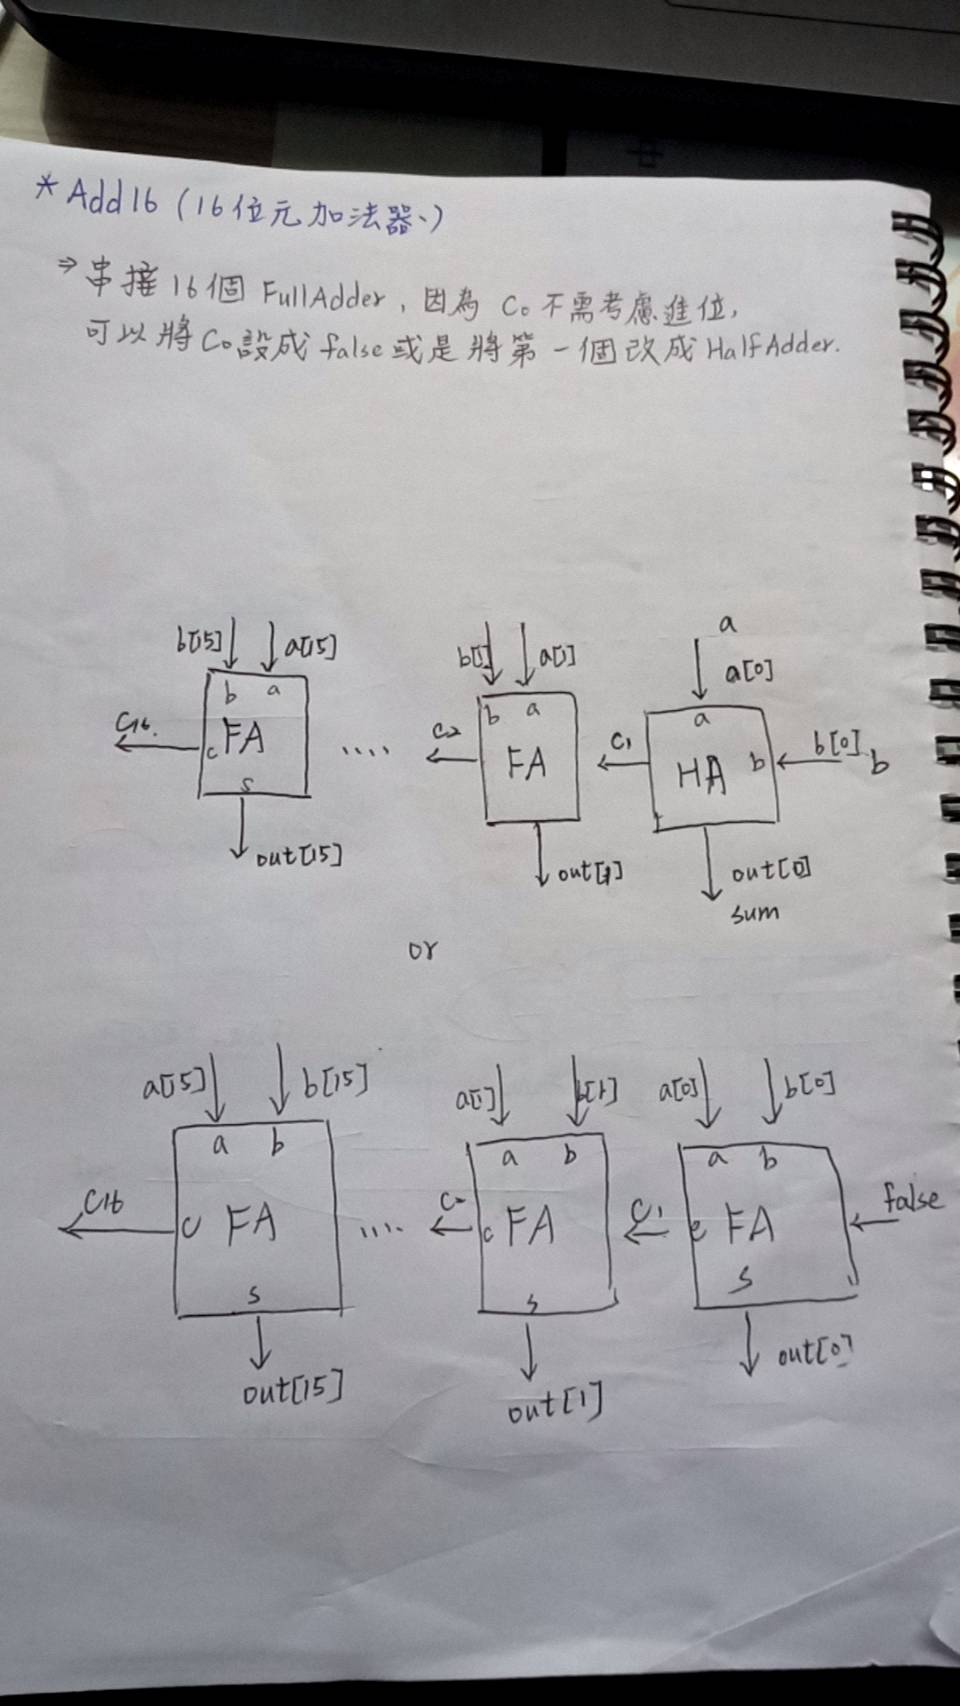 * Add16 (16位元加法器、)
⇒ 串接 16個 FullAdder, 因為 C₀ 不需考慮進位,
可以將 C₀ 設成 false 或是將第一個改成 HalfAdder.
b[15] a[15] b[1] a[1] a
a[0]
b a b a a
C16. c FA .... C2 FA C1 HA b b[0] b
s
out[15] out[1] out[0]
sum
or
a[15] b[15] a[1] b[1] a[0] b[0]
a b a b a b
C16 c FA .... C2 c FA C1 c FA false
s s s
out[15] out[1] out[0]